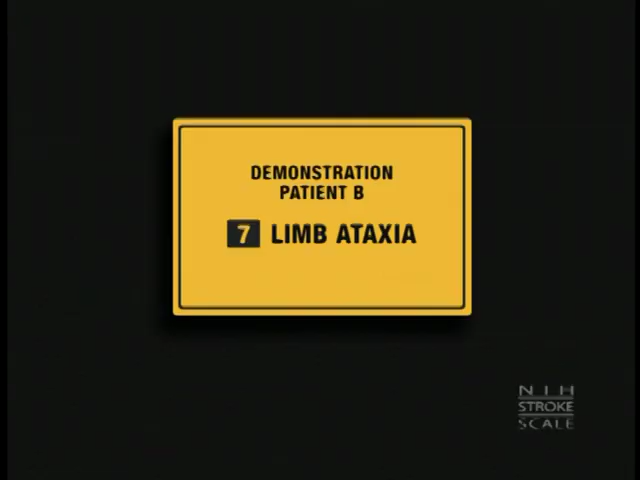 DEMONSTRATION
PATIENT B
7 LIMB ATAXIA
NIH
STROKE
SCALE